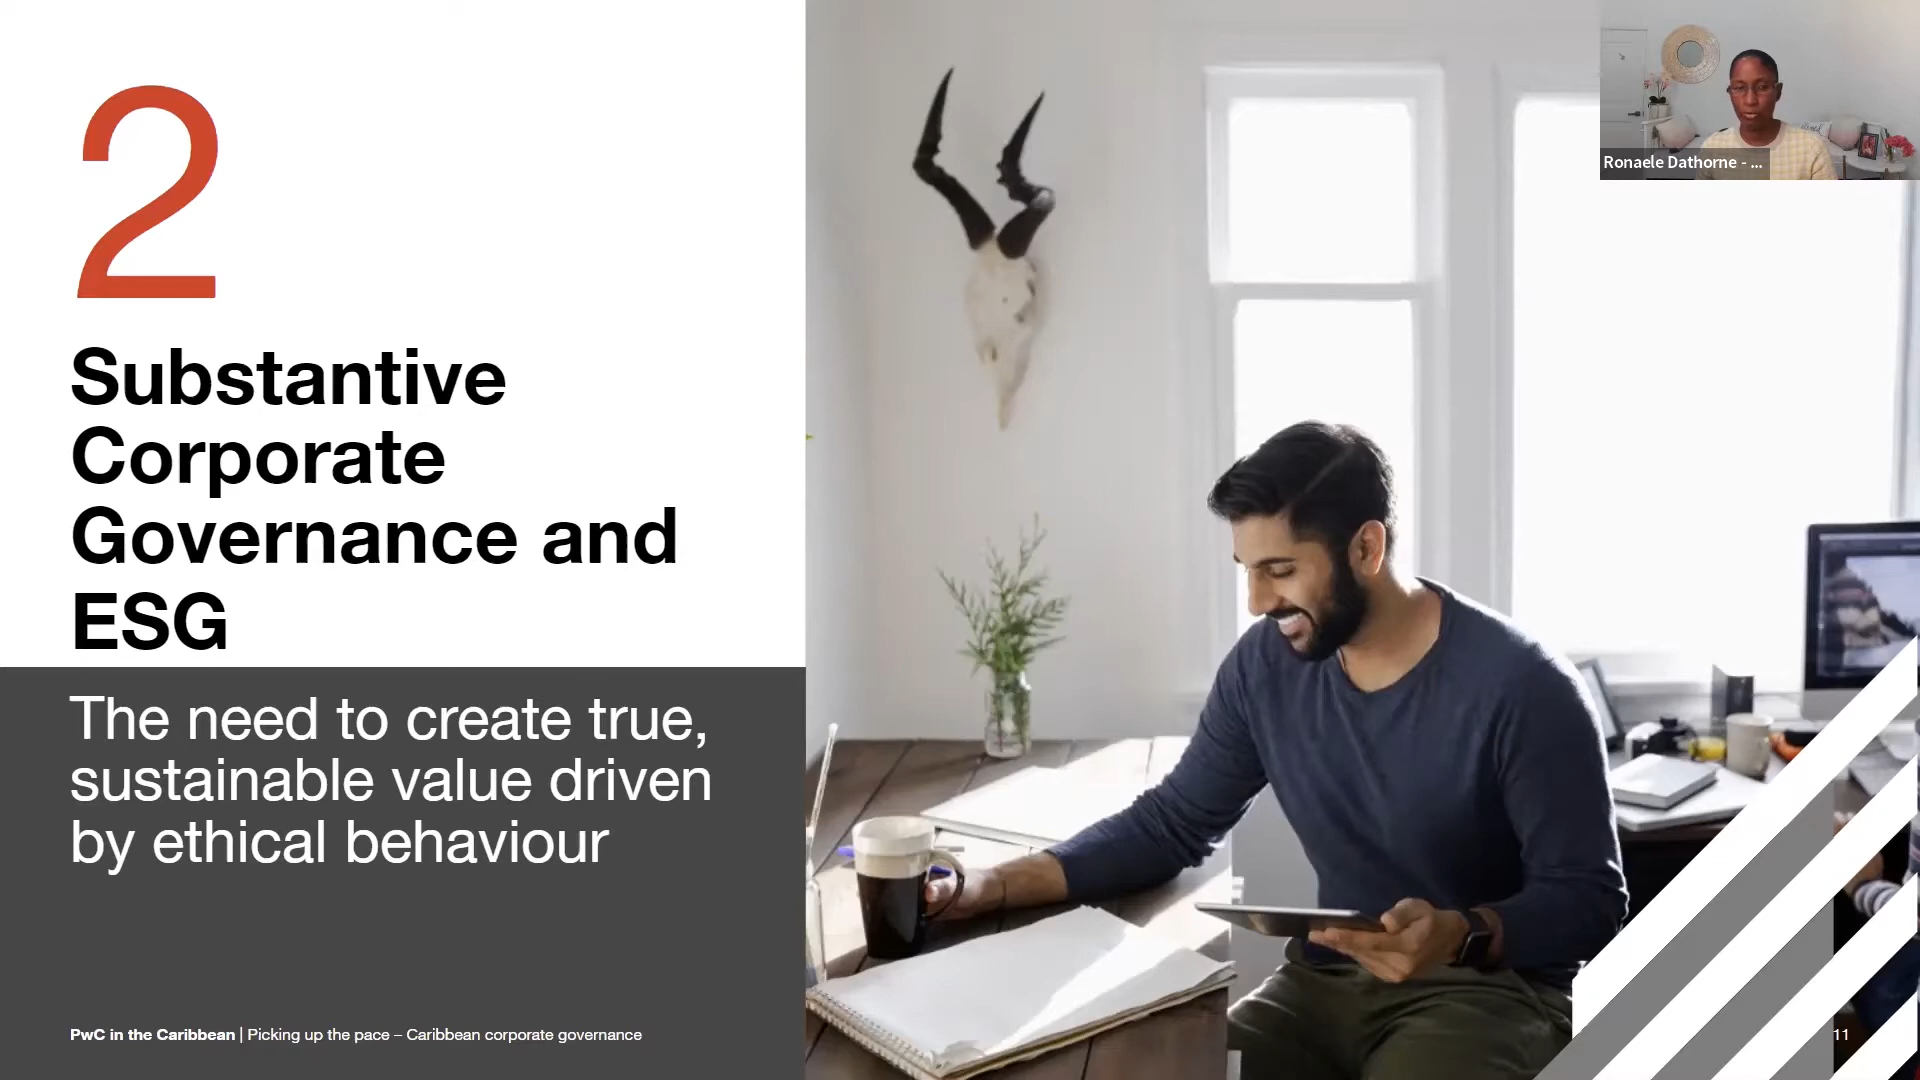 2
Substantive
Corporate
Governance and
ESG
The need to create true,
sustainable value driven
by ethical behaviour
PwC in the Caribbean | Picking up the pace – Caribbean corporate governance
11
Ronaele Dathorne - ...